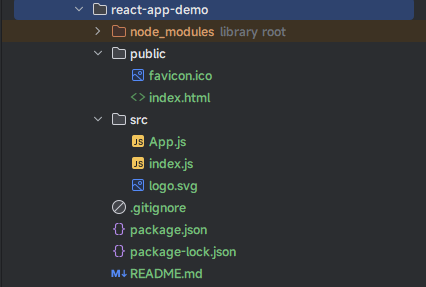 react-app-demo
node_modules library root
public
favicon.ico
<> index.html
src
JS App.js
JS index.js
logo.svg
.gitignore
{} package.json
{} package-lock.json
M↓ README.md